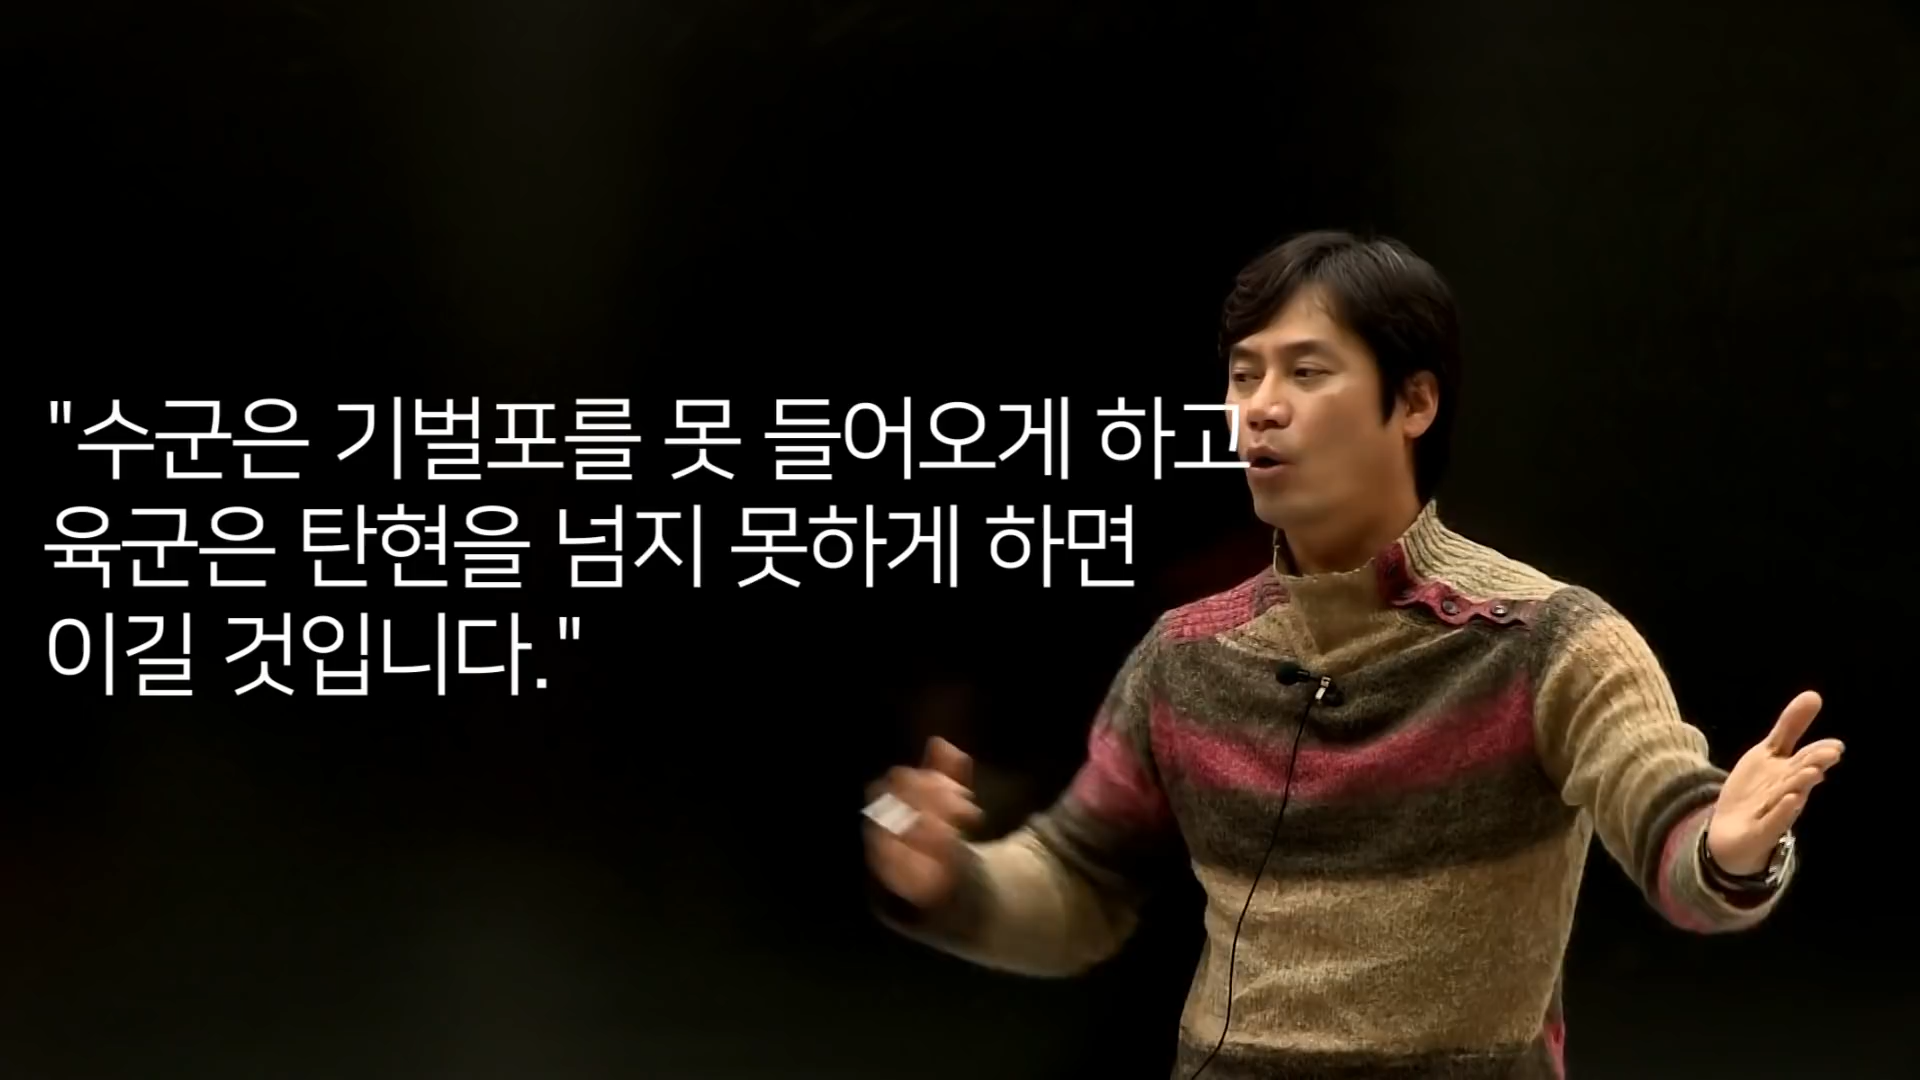 "수군은 기벌포를 못 들어오게 하고
육군은 탄현을 넘지 못하게 하면
이길 것입니다."